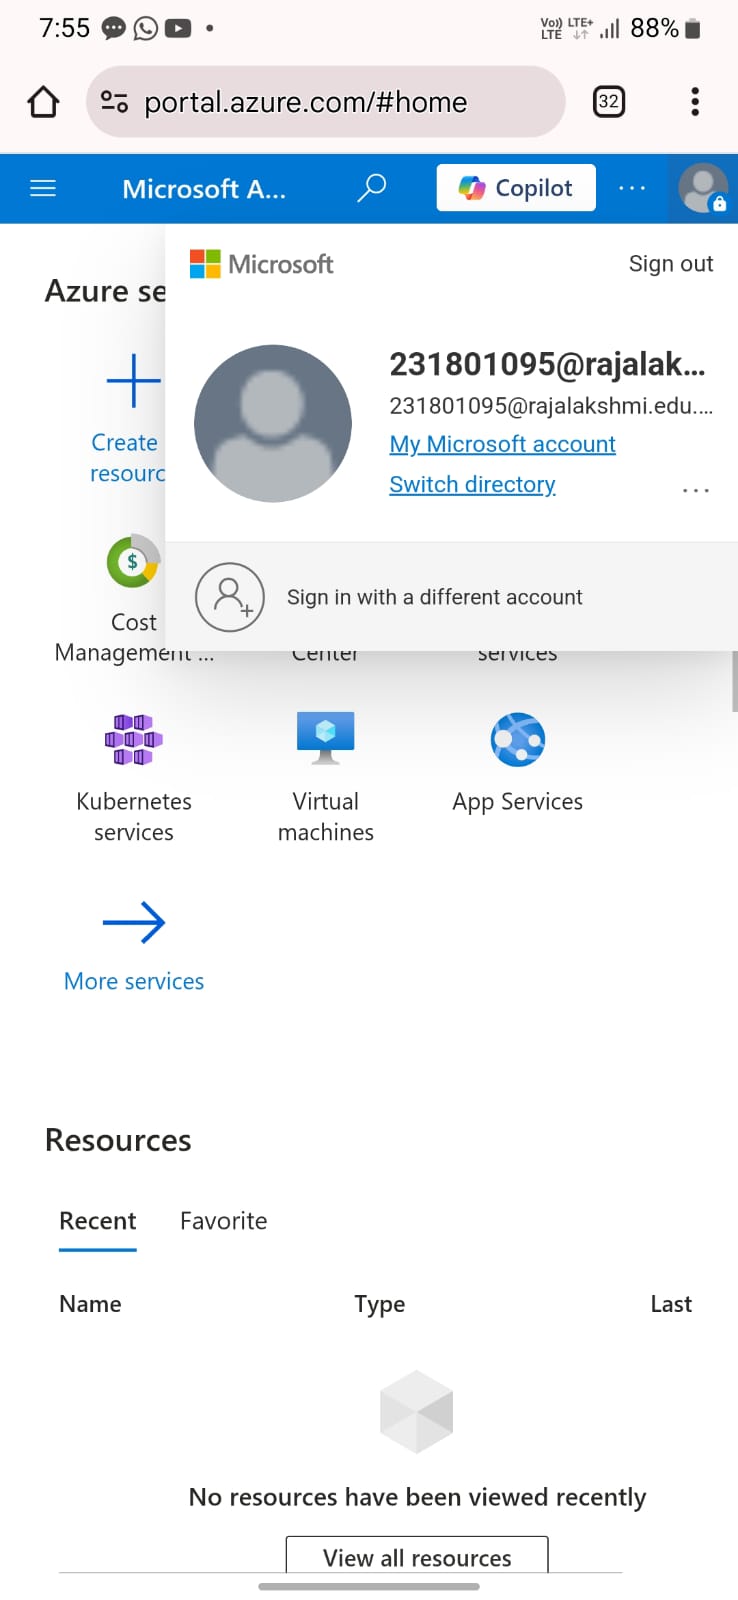 7:55
Vo)) LTE LTE+ 88%
portal.azure.com/#home
32
Microsoft A...
Copilot
Microsoft
Sign out
Azure se
231801095@rajalak...
231801095@rajalakshmi.edu....
My Microsoft account
Switch directory
Create
resourc
Sign in with a different account
$
Cost
Management ...
Center
services
Kubernetes
services
Virtual
machines
App Services
More services
Resources
Recent Favorite
Name Type Last
No resources have been viewed recently
View all resources